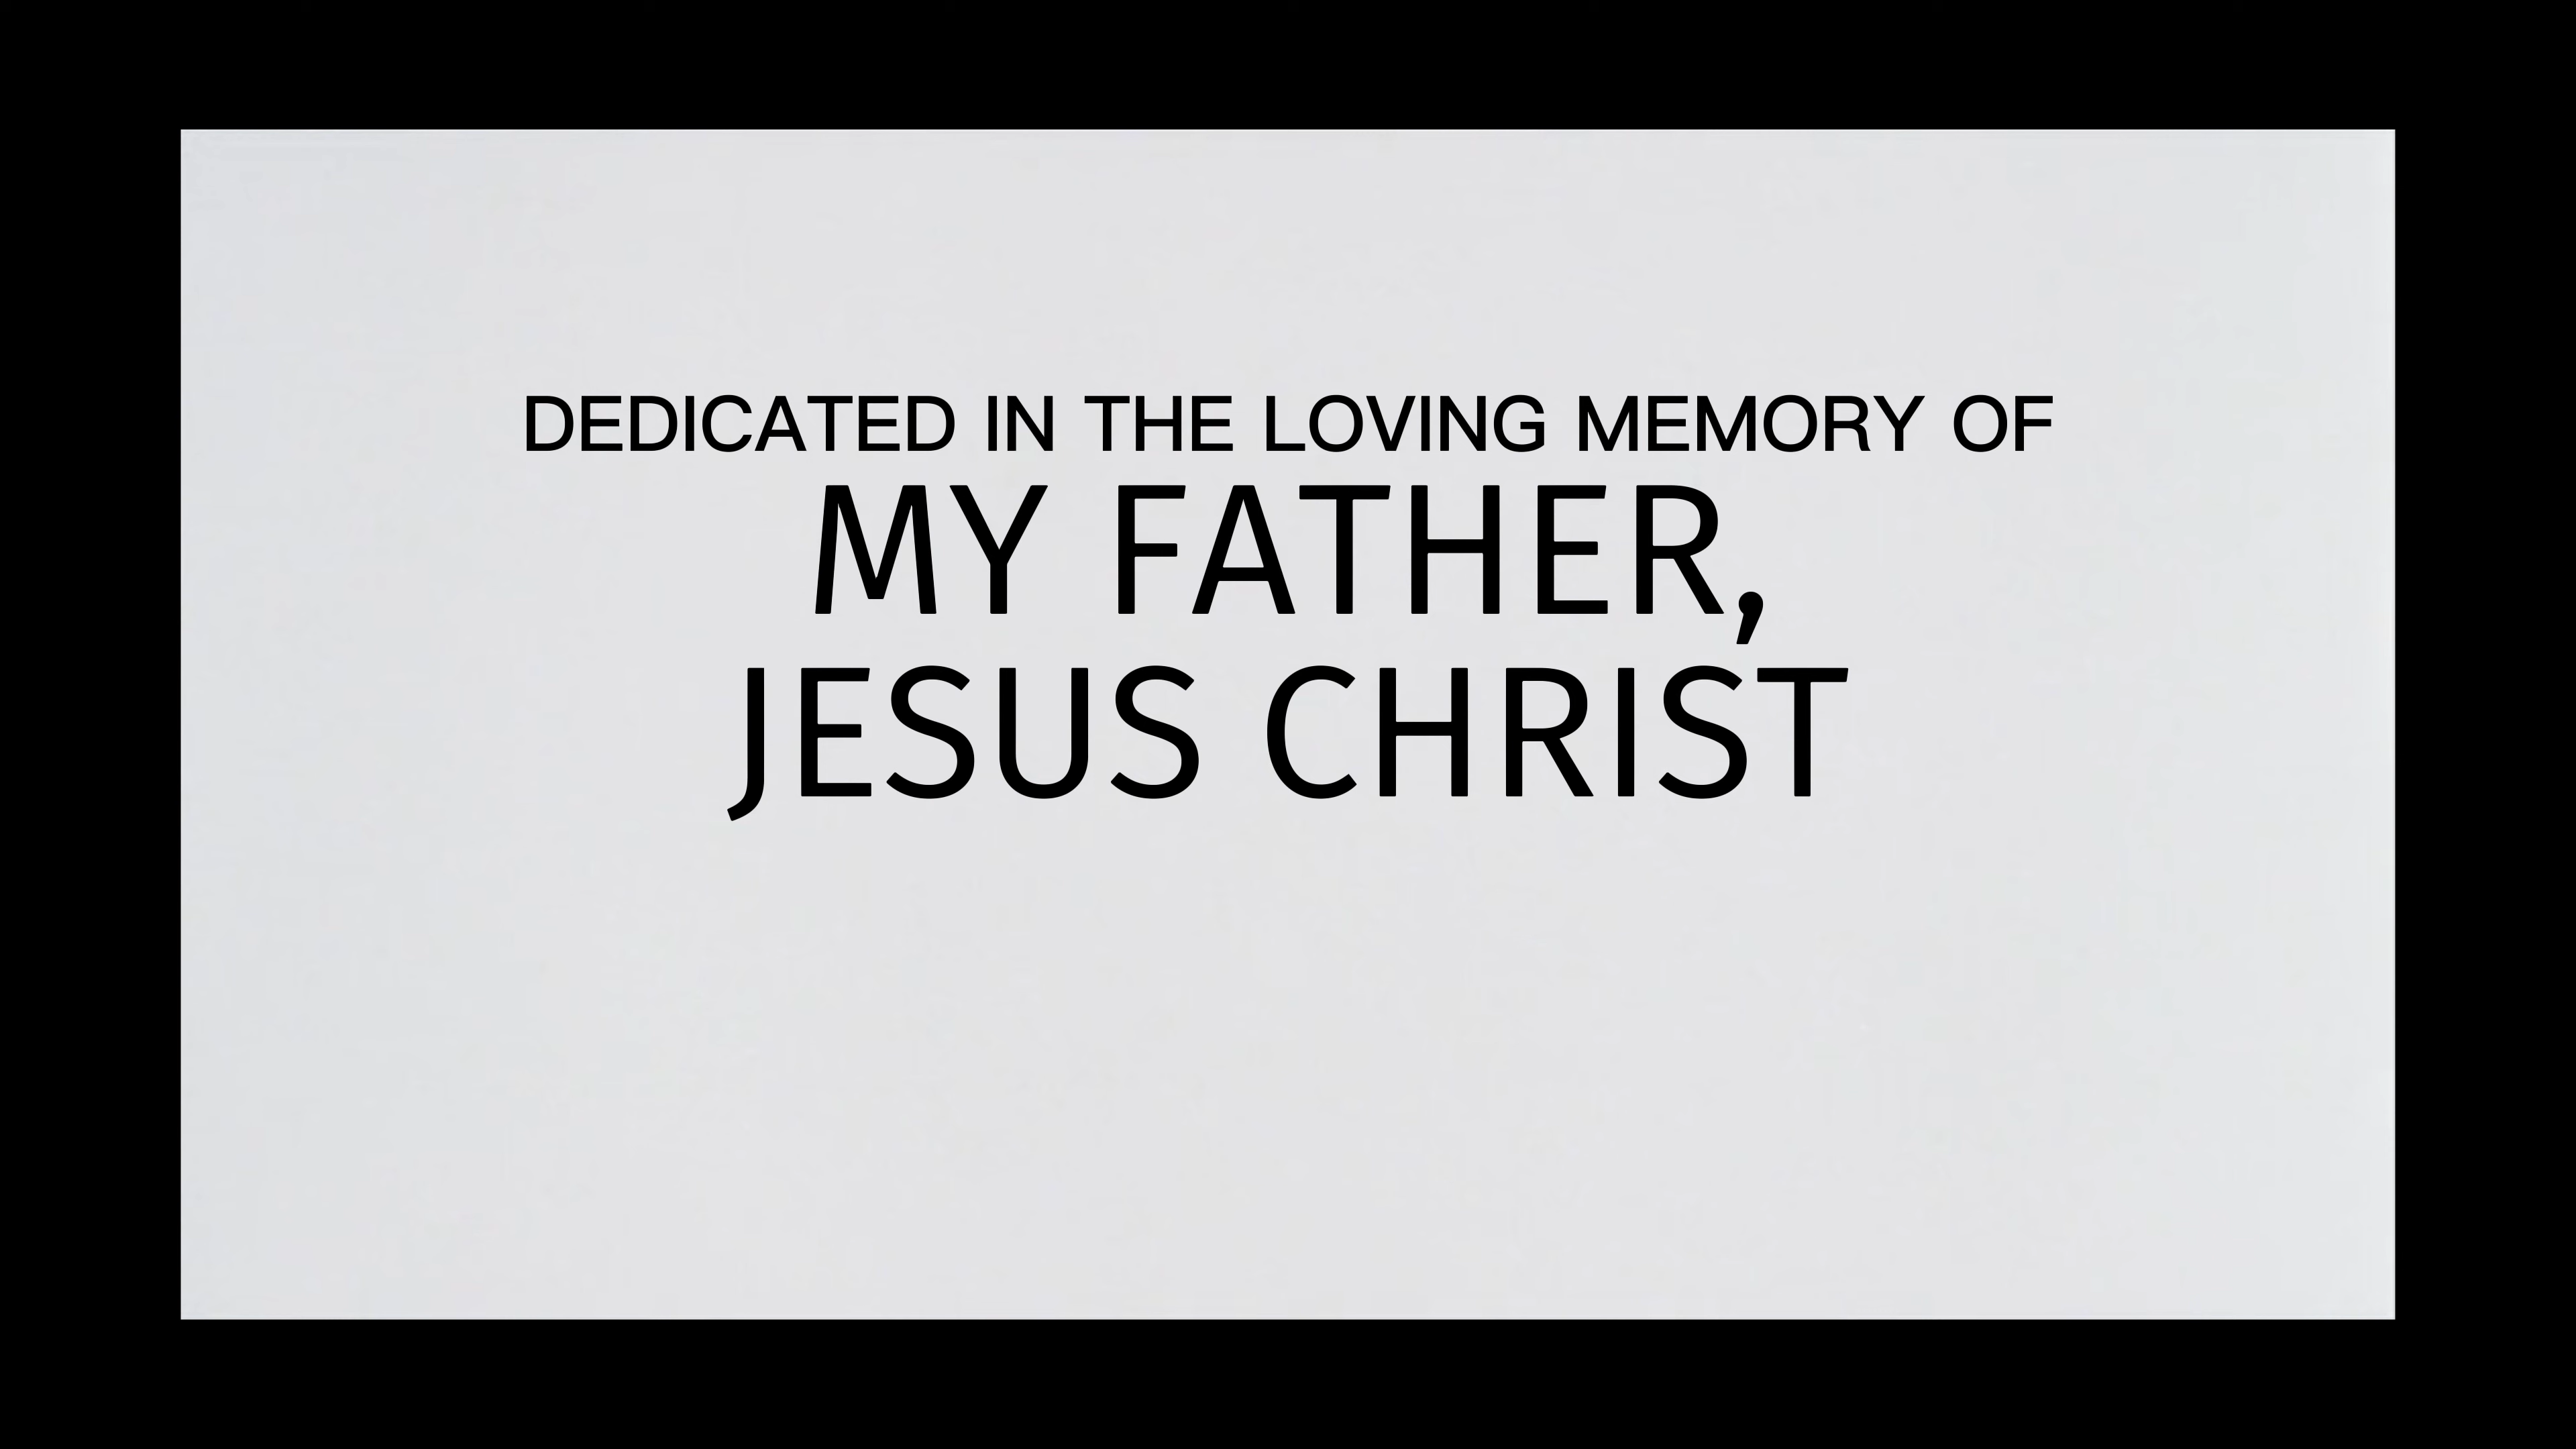 DEDICATED IN THE LOVING MEMORY OF
MY FATHER,
JESUS CHRIST